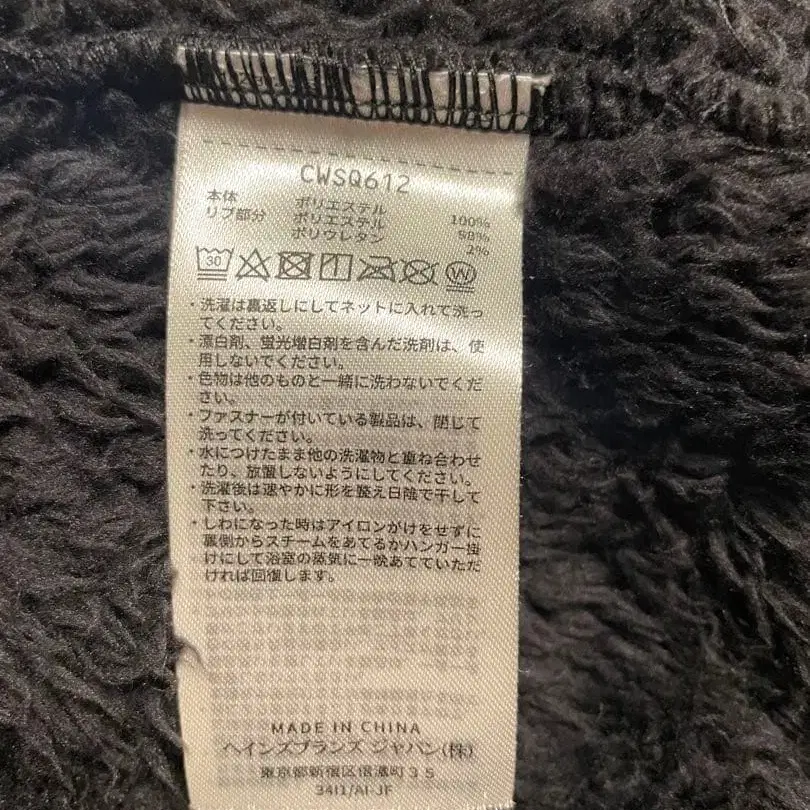 CWSQ612
本体 ポリエステル 100%
リブ部分 ポリエステル 98%
ポリウレタン 2%
30
W
・洗濯は裏返しにしてネットに入れて洗っ
てください。
・漂白剤、蛍光増白剤を含んだ洗剤は、使
用しないでください。
・色物は他のものと一緒に洗わないでくだ
さい。
・ファスナーが付いている製品は、閉じて
洗ってください。
・水につけたまま他の洗濯物と重ね合わせ
たり、放置しないようにしてください。
・洗濯後は速やかに形を整え日陰で干して
下さい。
・しわになった時はアイロンがけをせずに
裏側からスチームをあてるかハンガー掛
けにして浴室の蒸気に一晩あてていただ
ければ回復します。
MADE IN CHINA
ヘインズブランズ ジャパン(株)
東京都新宿区信濃町35
34I1/AI-JF